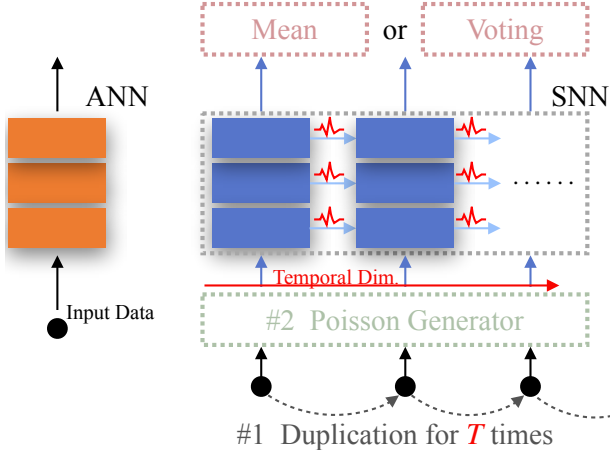 Mean or Voting
ANN
SNN
......
Temporal Dim.
Input Data
#2 Poisson Generator
#1 Duplication for T times